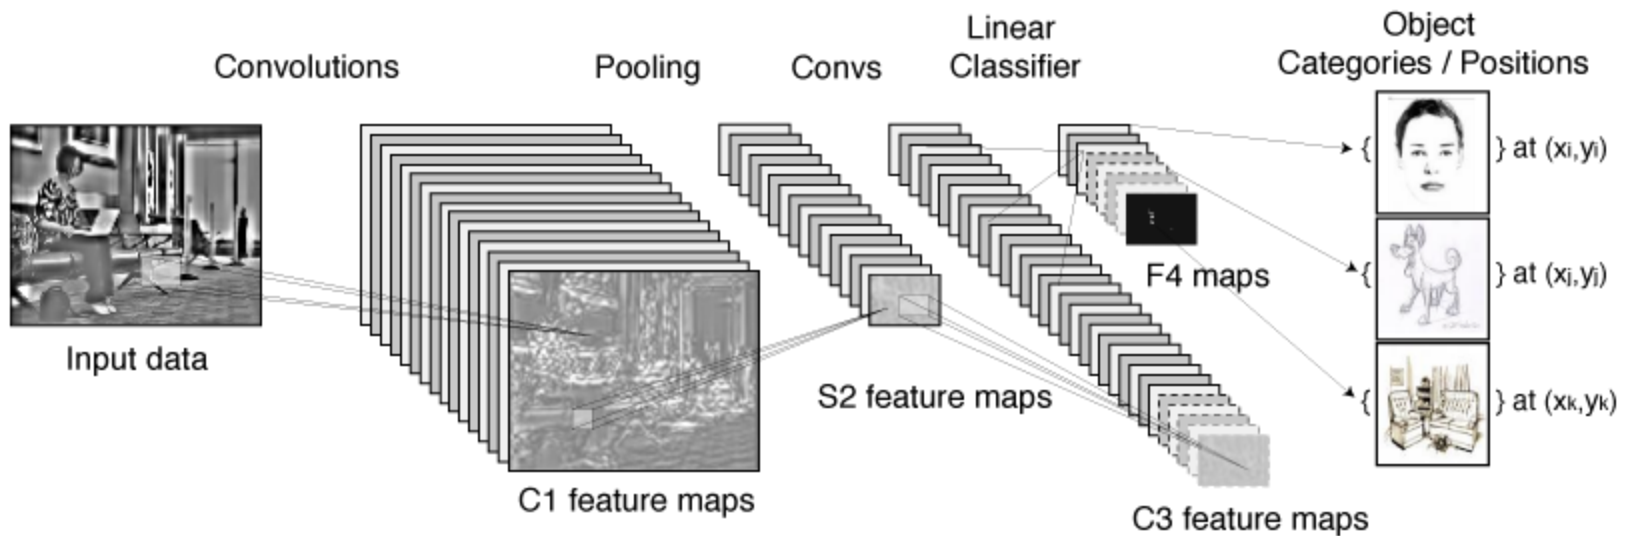 Convolutions
Pooling
Convs
Linear
Classifier
Object
Categories / Positions
{ } at (xi,yi)
{ } at (xj,yj)
{ } at (xk,yk)
Input data
C1 feature maps
S2 feature maps
F4 maps
C3 feature maps